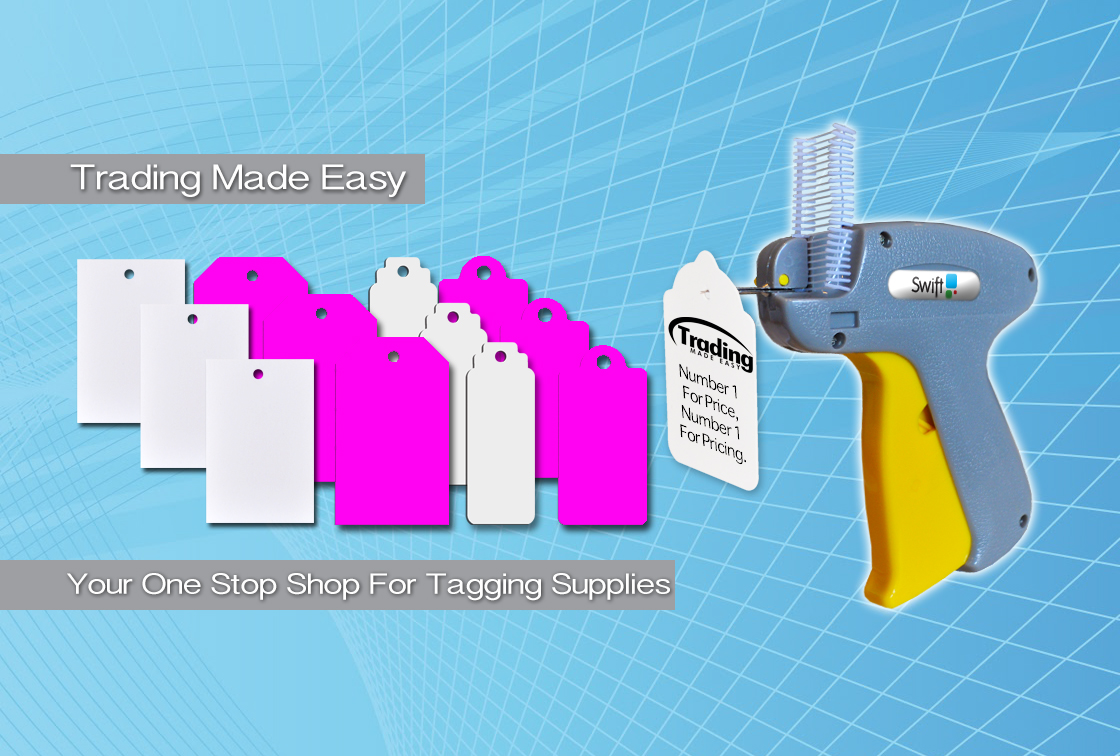 Trading Made Easy
Swift
Trading
MADE EASY
Number 1
For Price,
Number 1
For Pricing.
Your One Stop Shop For Tagging Supplies